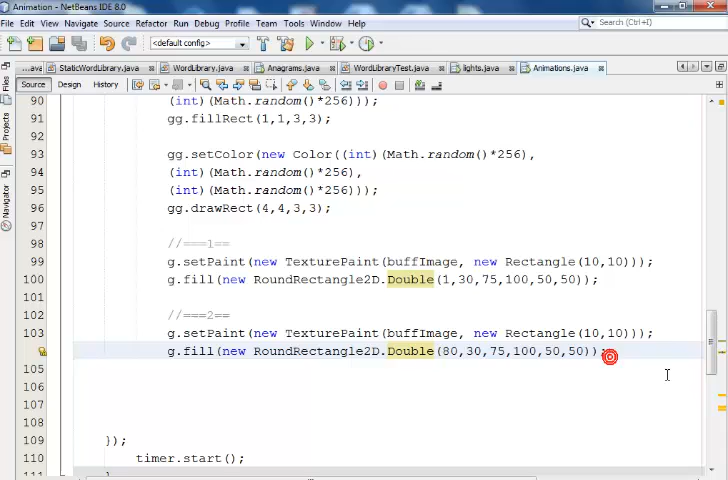 Animation - NetBeans IDE 8.0
File Edit View Navigate Source Refactor Run Debug Profile Team Tools Window Help
<default config>
Search (Ctrl+I)
...ava StaticWordLibrary.java WordLibrary.java Anagrams.java WordLibraryTest.java lights.java Animations.java
Source Design History
Files
Projects
Navigator
90 (int)(Math.random()*256)));
91 gg.fillRect(1,1,3,3);
92
93 gg.setColor(new Color((int)(Math.random()*256),
94 (int)(Math.random()*256),
95 (int)(Math.random()*256)));
96 gg.drawRect(4,4,3,3);
97
98 //===1==
99 g.setPaint(new TexturePaint(buffImage, new Rectangle(10,10)));
100 g.fill(new RoundRectangle2D.Double(1,30,75,100,50,50));
101
102 //===2==
103 g.setPaint(new TexturePaint(buffImage, new Rectangle(10,10)));
g.fill(new RoundRectangle2D.Double(80,30,75,100,50,50));
105
106
107
108
109 });
110 timer.start();
111 }